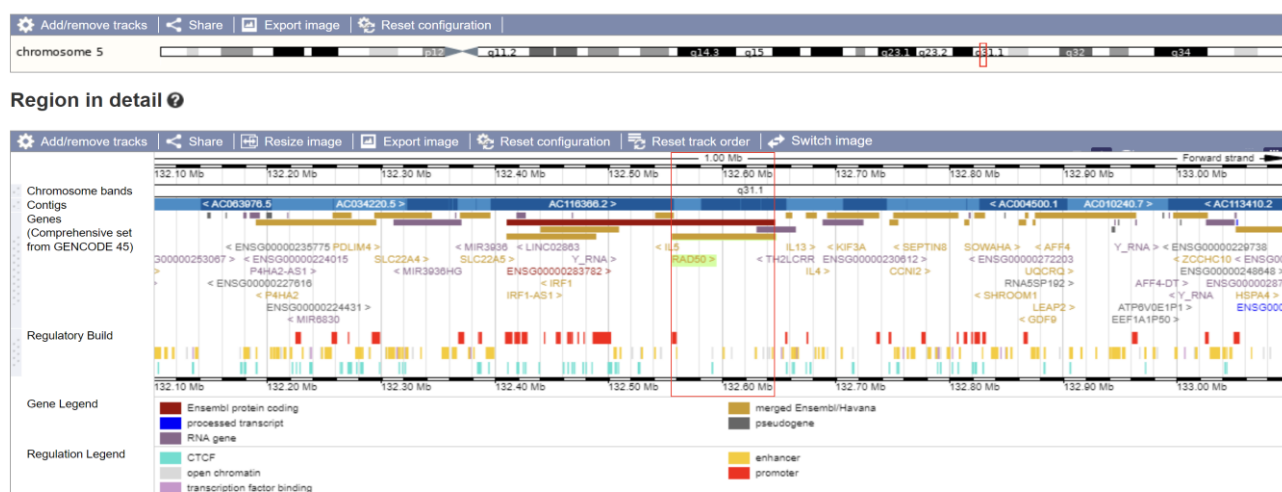 Add/remove tracks Share Export image Reset configuration
chromosome 5 p12 q11.2 q14.3 q15 q23.1 q23.2 q31.1 q32 q34
Region in detail
Add/remove tracks Share Resize image Export image Reset configuration Reset track order Switch image
1.00 Mb Forward strand
132.10 Mb 132.20 Mb 132.30 Mb 132.40 Mb 132.50 Mb 132.60 Mb 132.70 Mb 132.80 Mb 132.90 Mb 133.00 Mb
Chromosome bands q31.1
Contigs < AC063976.5 AC034220.5 > AC116366.2 > < AC004500.1 AC010240.7 > < AC113410.2
Genes
(Comprehensive set
from GENCODE 45)
< ENSG00000235775 PDLIM4 > < MIR3936 < LINC02863 < IL5 IL13 > < KIF3A < SEPTIN8 SOWAHA > < AFF4 Y_RNA > < ENSG00000229738
SG00000253067 > < ENSG00000224015 SLC22A4 > SLC22A5 > Y_RNA > RAD50 > < TH2LCRR ENSG00000230612 > < ENSG00000272203 < ZCCHC10 < ENSG
P4HA2-AS1 > < MIR3936HG ENSG00000283782 > IL4 > CCNI2 > UQCRQ > ENSG00000248648 >
< ENSG00000227616 < IRF1 RNA5SP192 > AFF4-DT > ENSG00000287
< P4HA2 IRF1-AS1 > < SHROOM1 < Y_RNA HSPA4 >
ENSG00000224431 > LEAP2 > ATP6V0E1P1 > ENSG000
< MIR6830 < GDF9 EEF1A1P50 >
Regulatory Build
132.10 Mb 132.20 Mb 132.30 Mb 132.40 Mb 132.50 Mb 132.60 Mb 132.70 Mb 132.80 Mb 132.90 Mb 133.00 Mb
Gene Legend Ensembl protein coding merged Ensembl/Havana
processed transcript pseudogene
RNA gene
Regulation Legend CTCF enhancer
open chromatin promoter
transcription factor binding